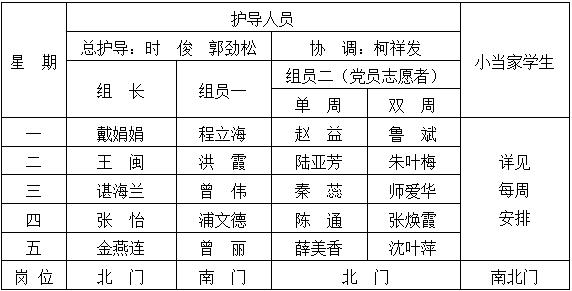 护导人员
星 期
总护导：时 俊 郭劲松
协 调：柯祥发
小当家学生
组 长
组员一
组员二（党员志愿者）
单 周
双 周
一 戴娟娟 程立海 赵 益 鲁 斌
二 王 闽 洪 霞 陆亚芳 朱叶梅
三 谌海兰 曾 伟 秦 蕊 师爱华
四 张 怡 浦文德 陈 通 张焕霞
五 金燕连 曾 丽 薛美香 沈叶萍
详见
每周
安排
岗 位 北 门 南 门 北 门 南北门